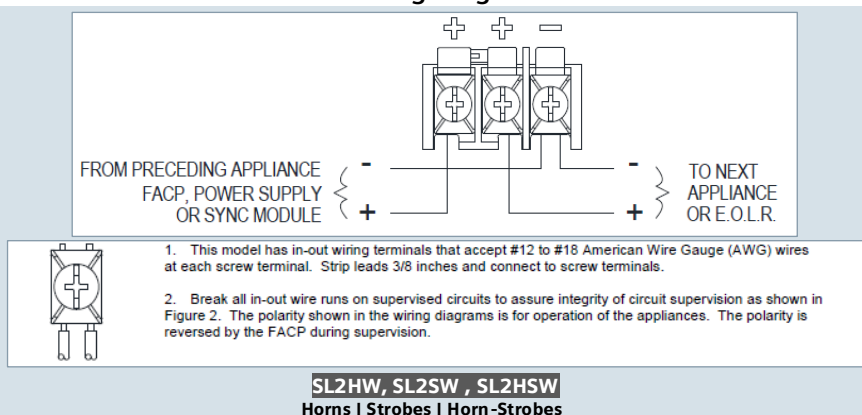 + + -
FROM PRECEDING APPLIANCE
FACP, POWER SUPPLY
OR SYNC MODULE
-
+
-
+
TO NEXT
APPLIANCE
OR E.O.L.R.
1. This model has in-out wiring terminals that accept #12 to #18 American Wire Gauge (AWG) wires
at each screw terminal. Strip leads 3/8 inches and connect to screw terminals.
2. Break all in-out wire runs on supervised circuits to assure integrity of circuit supervision as shown in
Figure 2. The polarity shown in the wiring diagrams is for operation of the appliances. The polarity is
reversed by the FACP during supervision.
SL2HW, SL2SW , SL2HSW
Horns I Strobes I Horn-Strobes